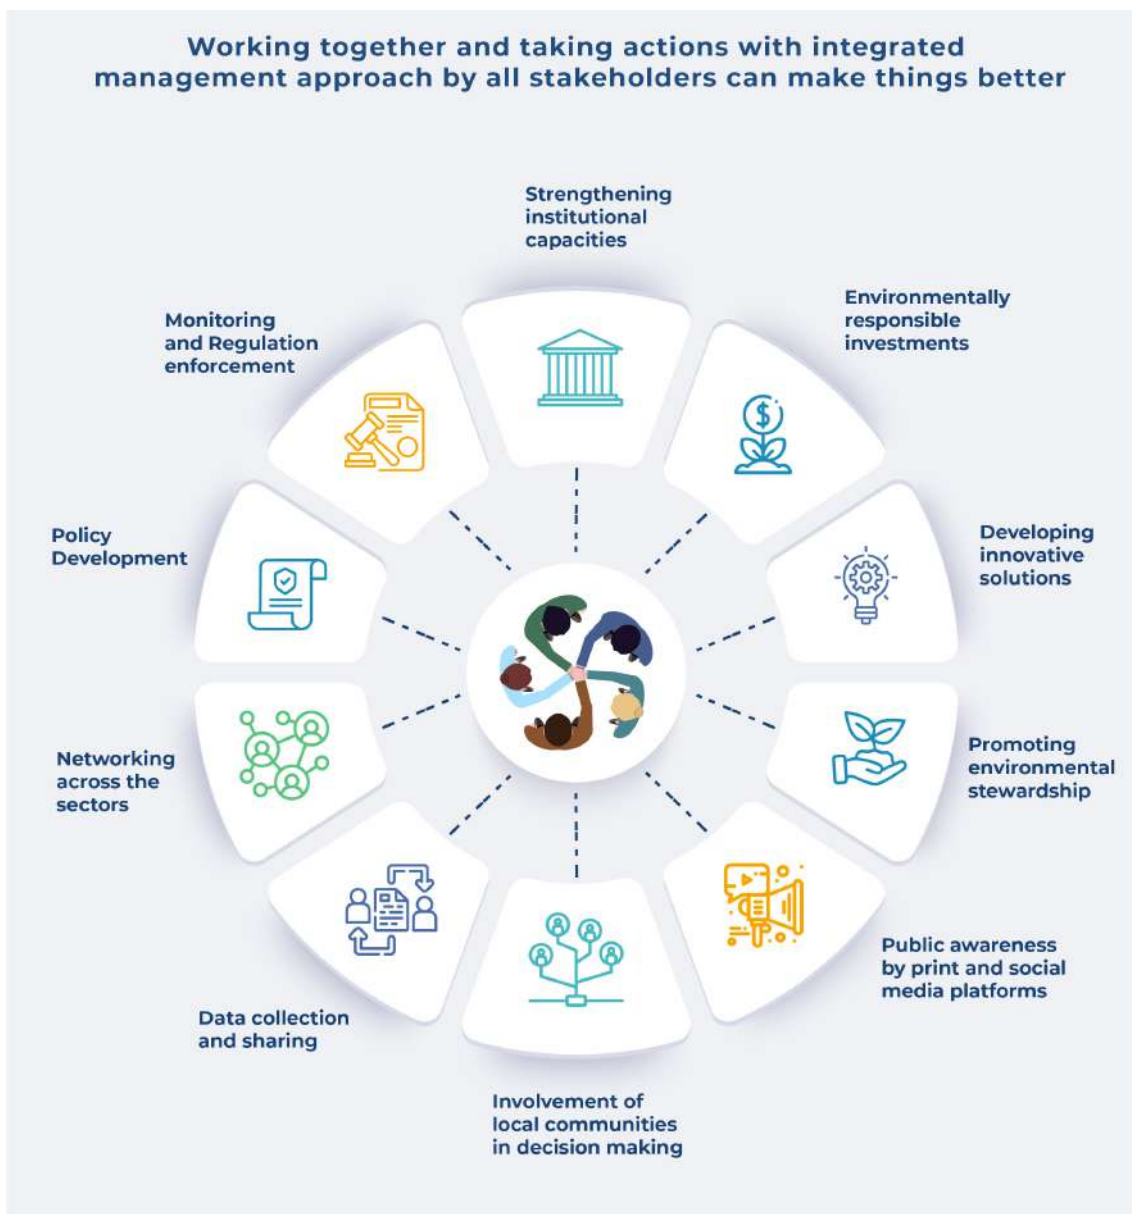 Working together and taking actions with integrated
management approach by all stakeholders can make things better
Strengthening
institutional
capacities
Environmentally
responsible
investments
Developing
innovative
solutions
Promoting
environmental
stewardship
Public awareness
by print and social
media platforms
Involvement of
local communities
in decision making
Data collection
and sharing
Networking
across the
sectors
Policy
Development
Monitoring
and Regulation
enforcement
$